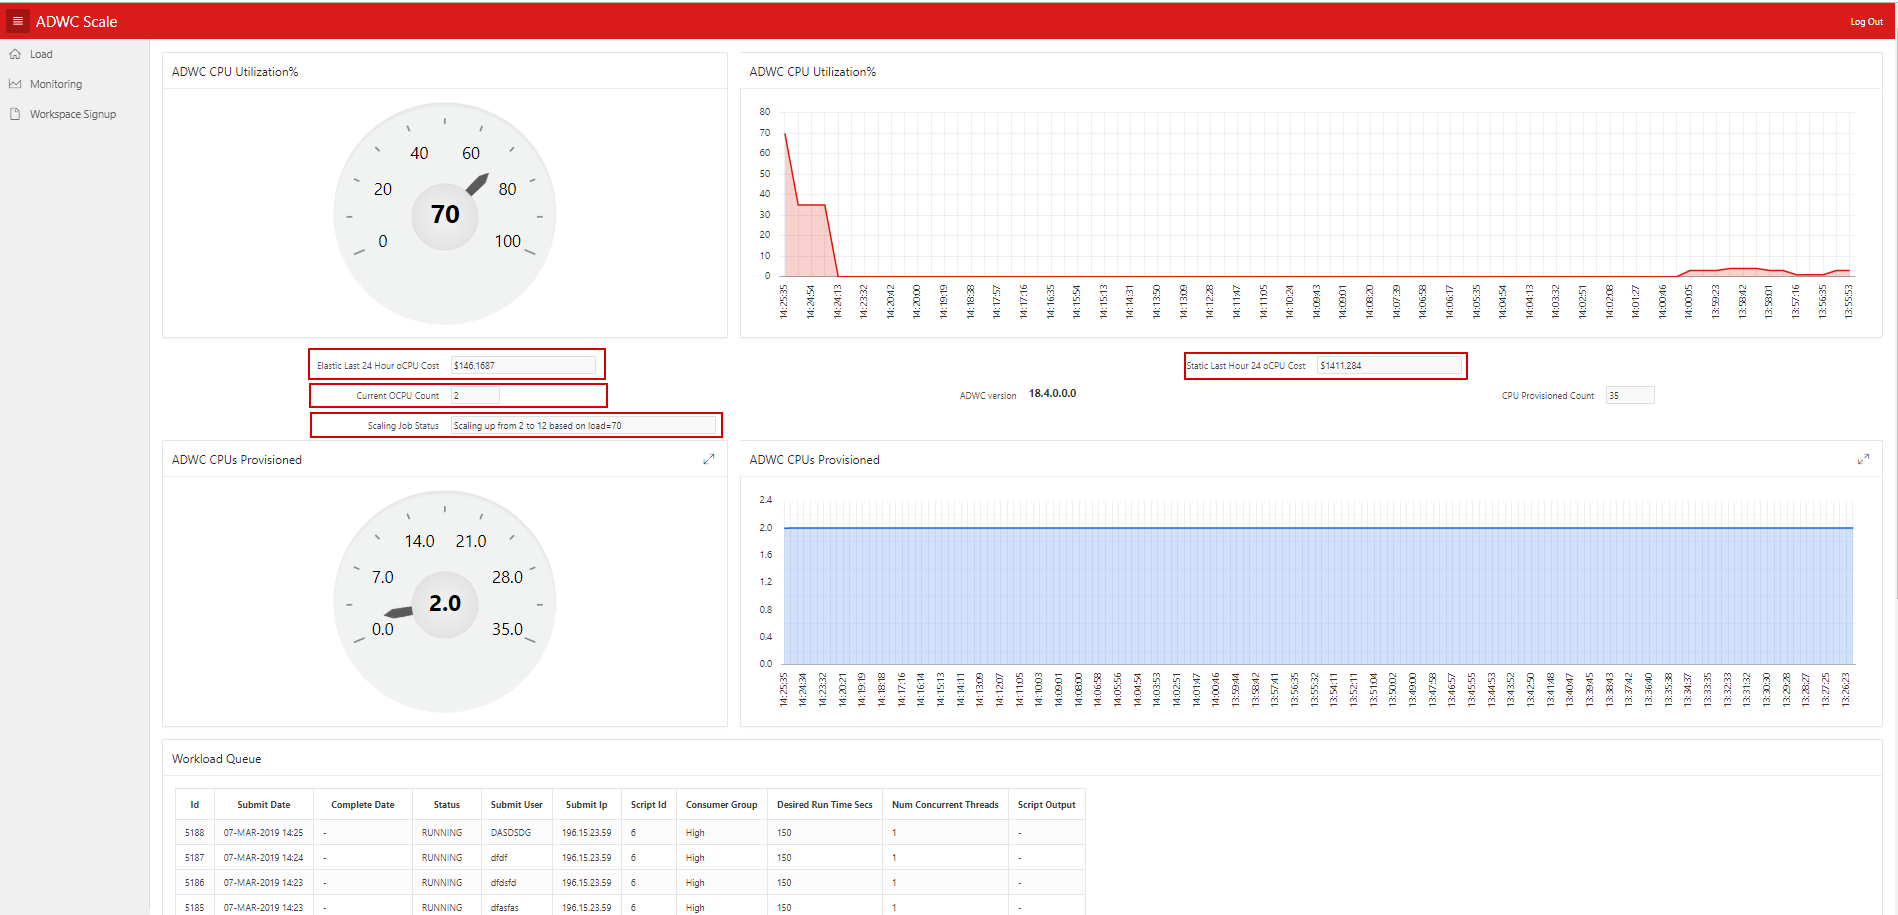 ADWC Scale
Log Out
Load
Monitoring
Workspace Signup
ADWC CPU Utilization%
0
20
40
60
80
100
70
ADWC CPU Utilization%
80
70
60
50
40
30
20
10
0
14:25:35 14:24:54 14:24:13 14:23:32 14:20:42 14:20:00 14:19:19 14:18:38 14:17:57 14:17:16 14:16:35 14:15:54 14:15:13 14:14:31 14:13:50 14:13:09 14:12:28 14:11:47 14:11:05 14:10:24 14:09:43 14:09:01 14:08:20 14:07:39 14:06:58 14:06:17 14:05:35 14:04:54 14:04:13 14:03:32 14:02:51 14:02:08 14:01:27 14:00:46 14:00:05 13:59:23 13:58:42 13:58:01 13:57:16 13:56:35 13:55:53
Elastic Last 24 Hour oCPU Cost $146.1687
Static Last Hour 24 oCPU Cost $1411.284
Current OCPU Count 2
ADWC version 18.4.0.0.0
CPU Provisioned Count 35
Scaling Job Status Scaling up from 2 to 12 based on load=70
ADWC CPUs Provisioned
0.0
7.0
14.0
21.0
28.0
35.0
2.0
ADWC CPUs Provisioned
2.4
2.0
1.6
1.2
0.8
0.4
0.0
14:25:35 14:24:34 14:23:32 14:20:21 14:19:19 14:18:18 14:17:16 14:16:14 14:15:13 14:14:11 14:13:09 14:12:07 14:11:05 14:10:03 14:09:01 14:08:00 14:06:58 14:05:56 14:04:54 14:03:53 14:02:51 14:01:47 14:00:46 13:59:44 13:58:42 13:57:41 13:56:35 13:55:32 13:54:11 13:52:11 13:51:04 13:50:02 13:49:00 13:47:58 13:46:57 13:45:55 13:44:53 13:43:52 13:42:50 13:41:48 13:40:47 13:39:45 13:38:43 13:37:42 13:36:40 13:35:38 13:34:37 13:33:35 13:32:33 13:31:32 13:30:30 13:29:28 13:28:27 13:27:25 13:26:23
Workload Queue
Id Submit Date Complete Date Status Submit User Submit Ip Script Id Consumer Group Desired Run Time Secs Num Concurrent Threads Script Output
5188 07-MAR-2019 14:25 - RUNNING DASDSDG 196.15.23.59 6 High 150 1 -
5187 07-MAR-2019 14:24 - RUNNING dfdf 196.15.23.59 6 High 150 1 -
5186 07-MAR-2019 14:23 - RUNNING dfdsfd 196.15.23.59 6 High 150 1 -
5185 07-MAR-2019 14:23 - RUNNING dfasfas 196.15.23.59 6 High 150 1 -